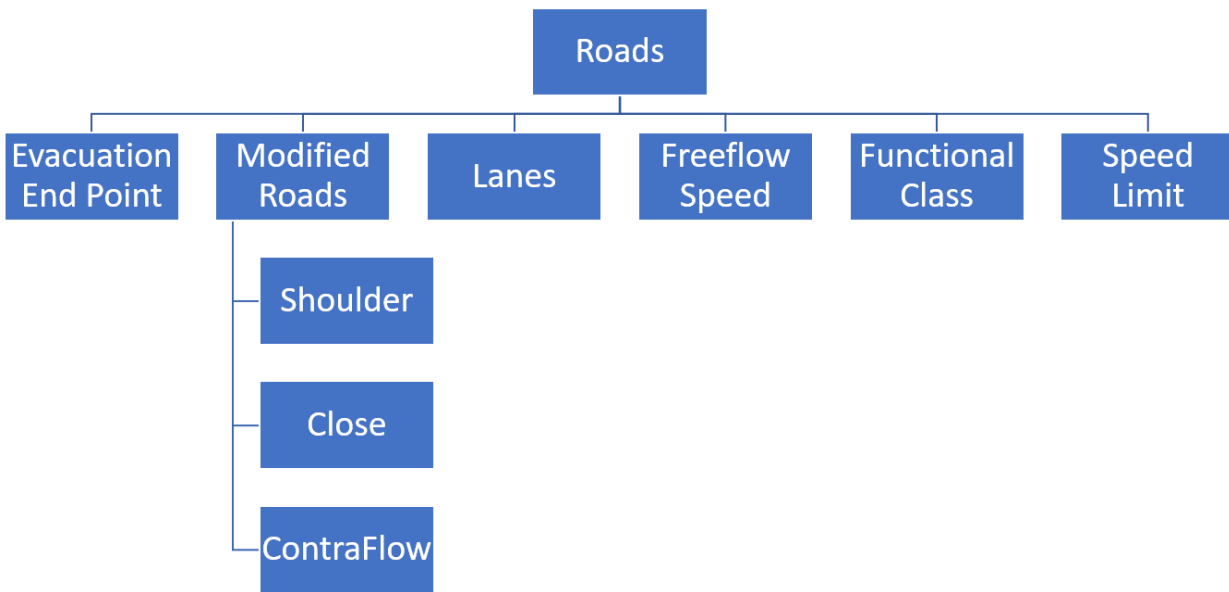 Roads
Evacuation
End Point
Modified
Roads
Lanes
Freeflow
Speed
Functional
Class
Speed
Limit
Shoulder
Close
ContraFlow